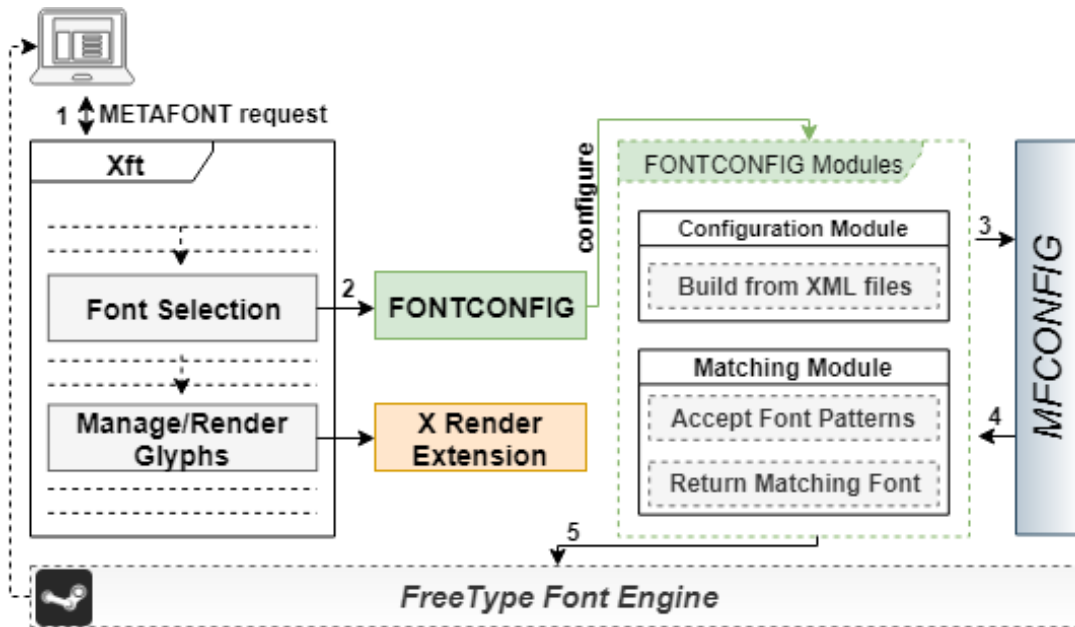 1
METAFONT request
Xft
configure
FONTCONFIG Modules
Configuration Module
3
Build from XML files
MFCONFIG
Font Selection
2
FONTCONFIG
Matching Module
Accept Font Patterns
4
Manage/Render
Glyphs
X Render
Extension
Return Matching Font
5
FreeType Font Engine